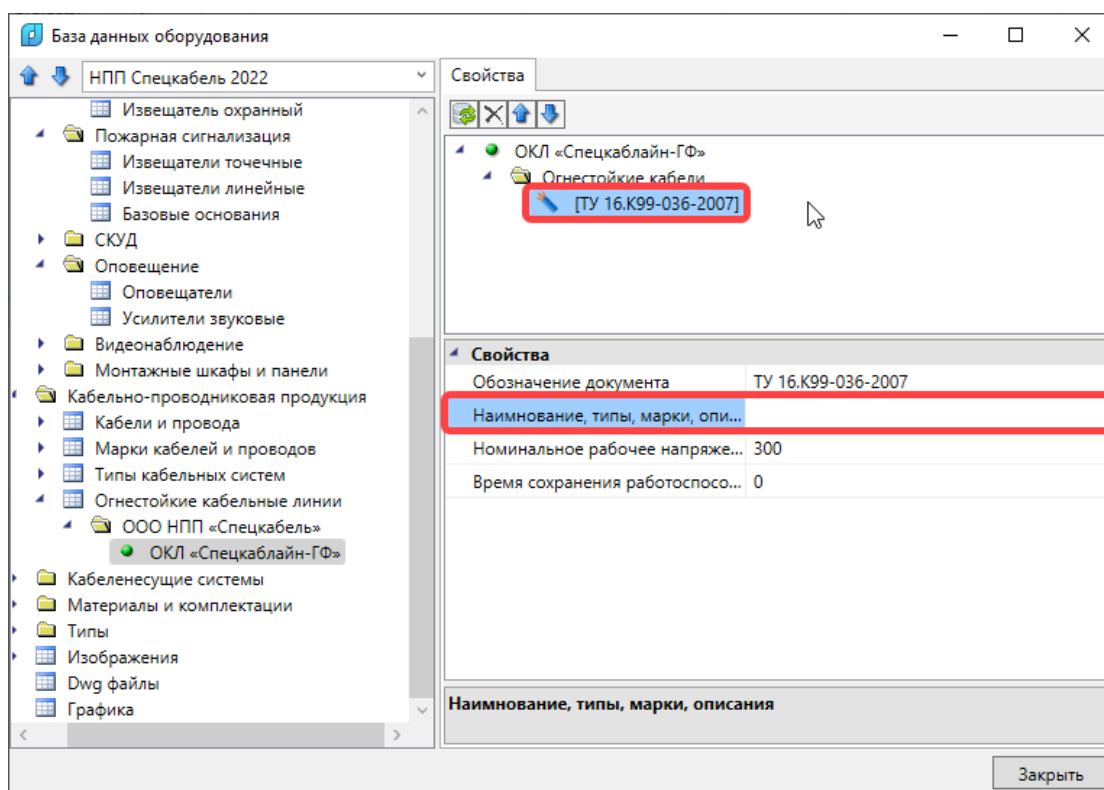 База данных оборудования
НПП Спецкабель 2022
Извещатель охранный
Пожарная сигнализация
Извещатели точечные
Извещатели линейные
Базовые основания
СКУД
Оповещение
Оповещатели
Усилители звуковые
Видеонаблюдение
Монтажные шкафы и панели
Кабельно-проводниковая продукция
Кабели и провода
Марки кабелей и проводов
Типы кабельных систем
Огнестойкие кабельные линии
ООО НПП «Спецкабель»
ОКЛ «Спецкаблайн-ГФ»
Кабеленесущие системы
Материалы и комплектации
Типы
Изображения
Dwg файлы
Графика
Свойства
ОКЛ «Спецкаблайн-ГФ»
Огнестойкие кабели
[ТУ 16.К99-036-2007]
Свойства
Обозначение документа ТУ 16.К99-036-2007
Наимнование, типы, марки, опи...
Номинальное рабочее напряже... 300
Время сохранения работоспосо... 0
Наимнование, типы, марки, описания
Закрыть